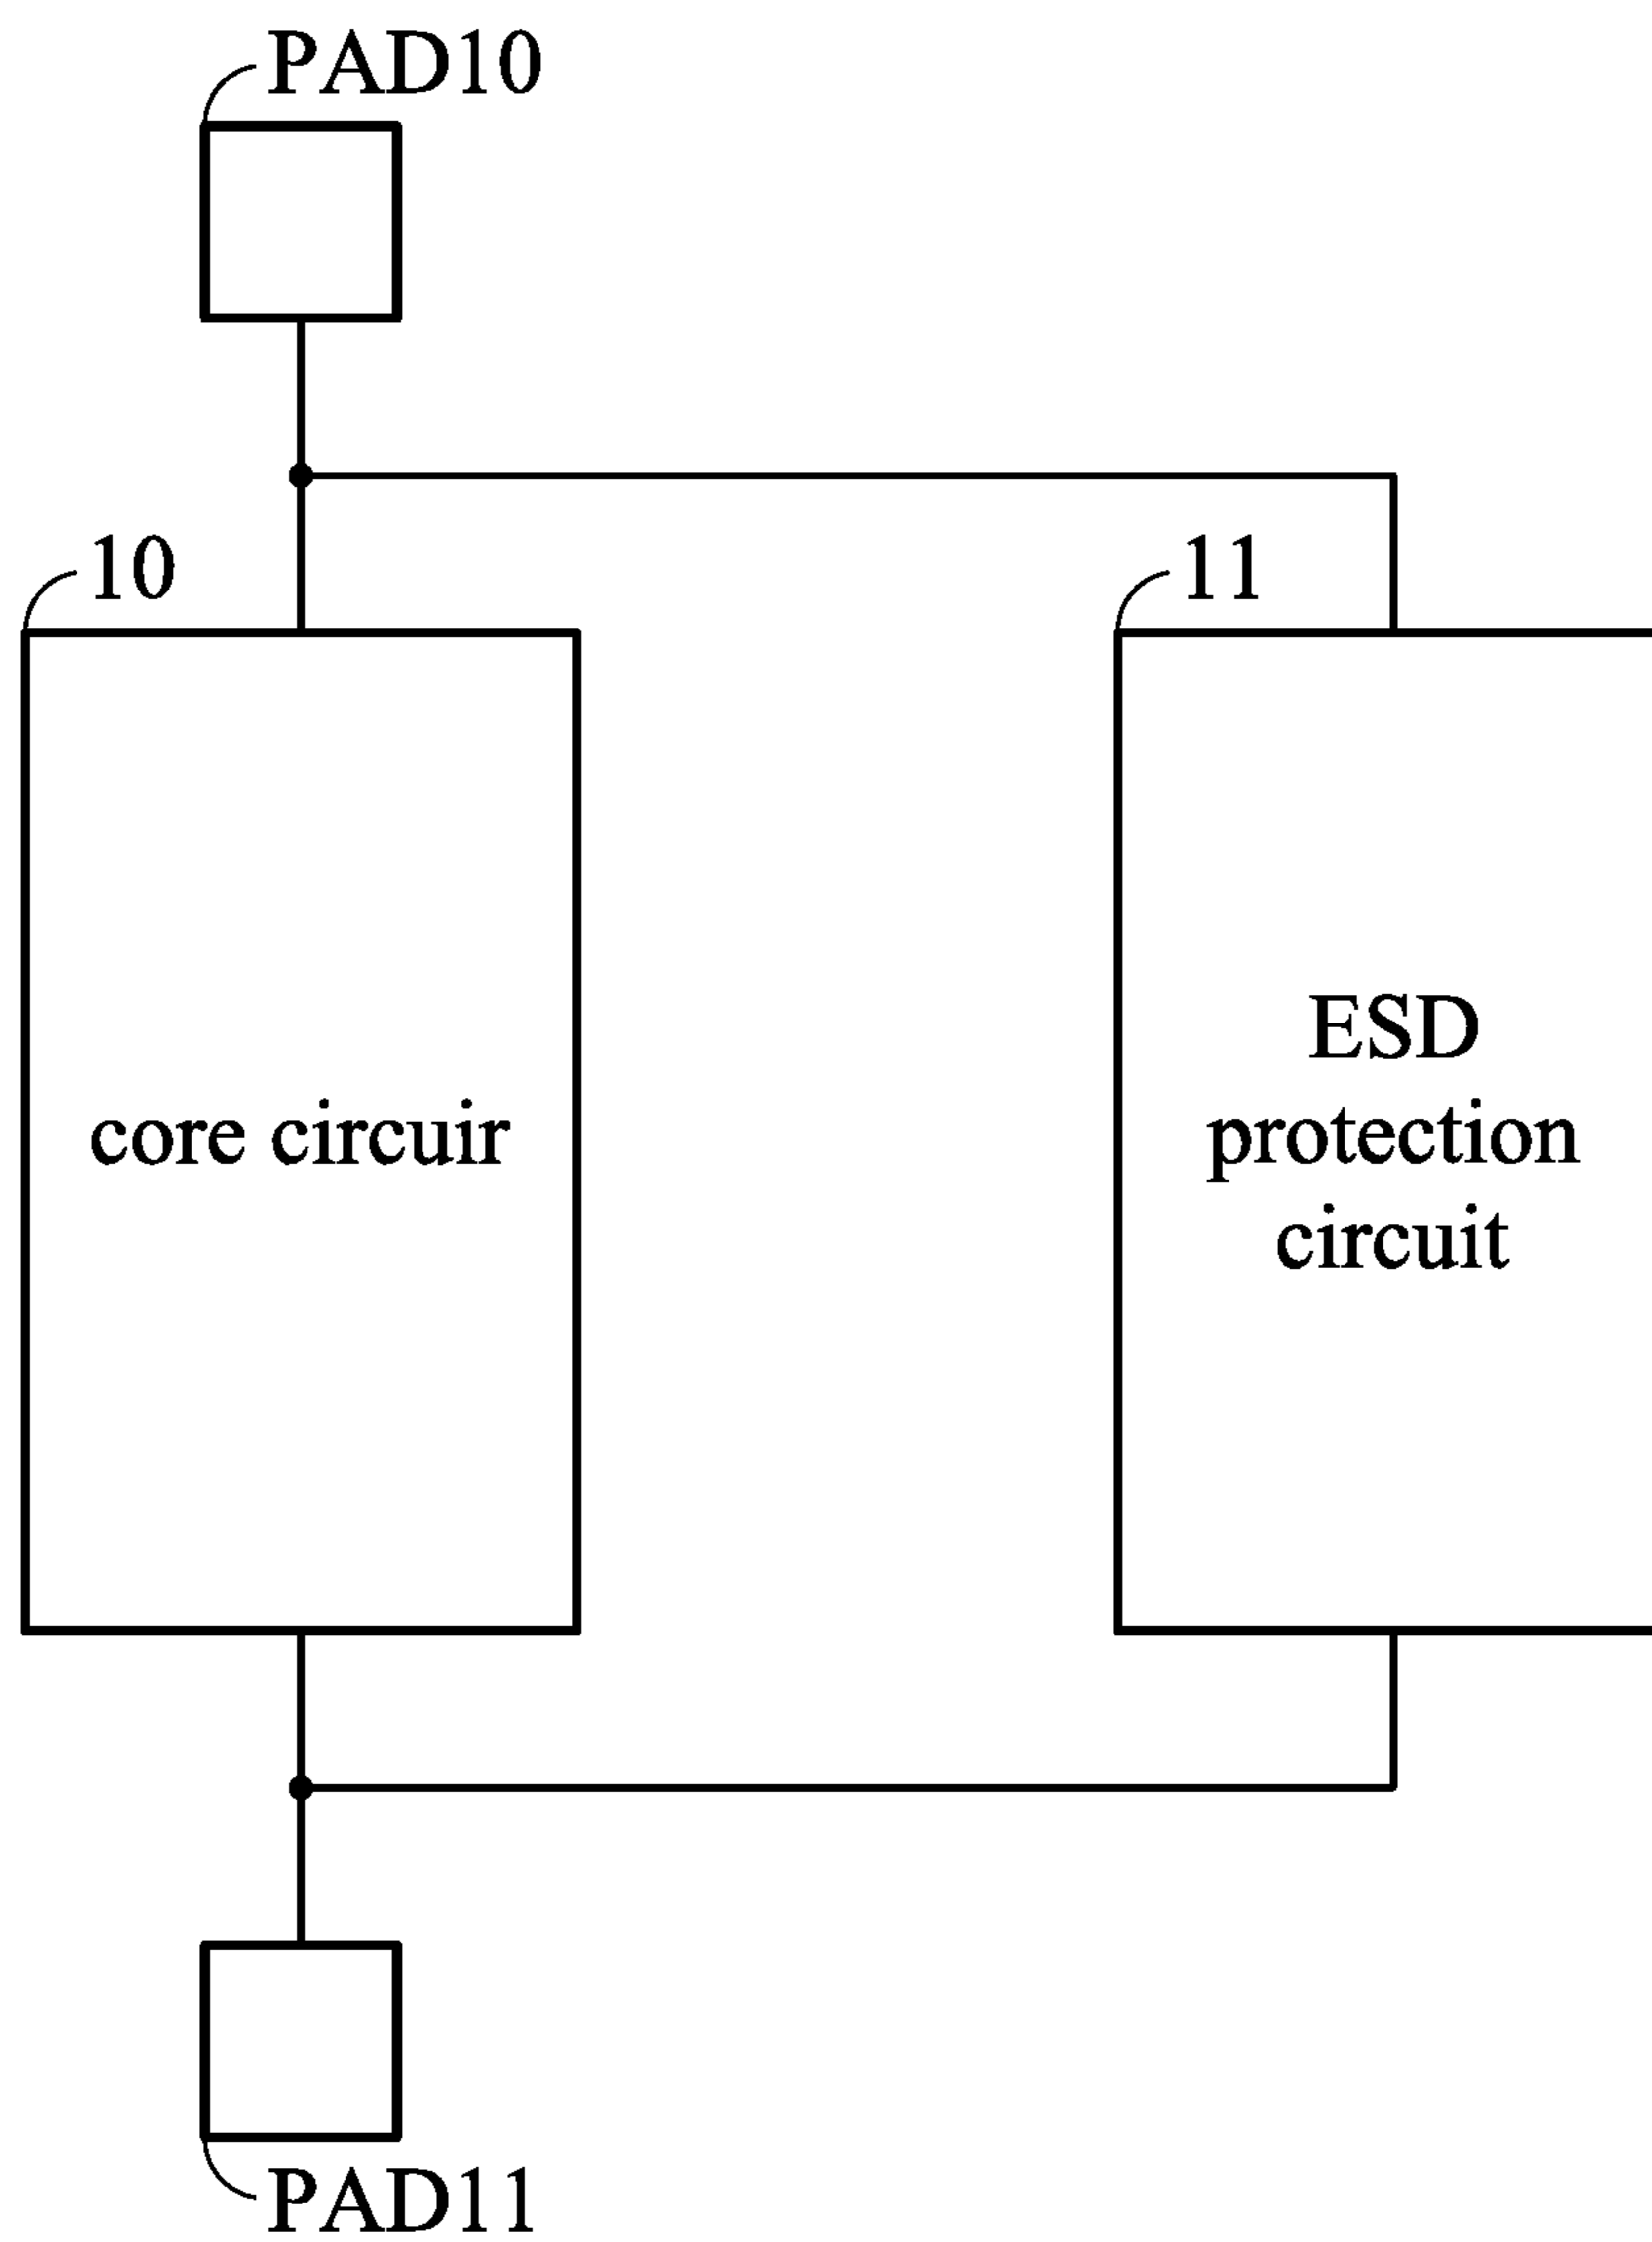 PAD10
10
11
core circuir
ESD
protection
circuit
PAD11